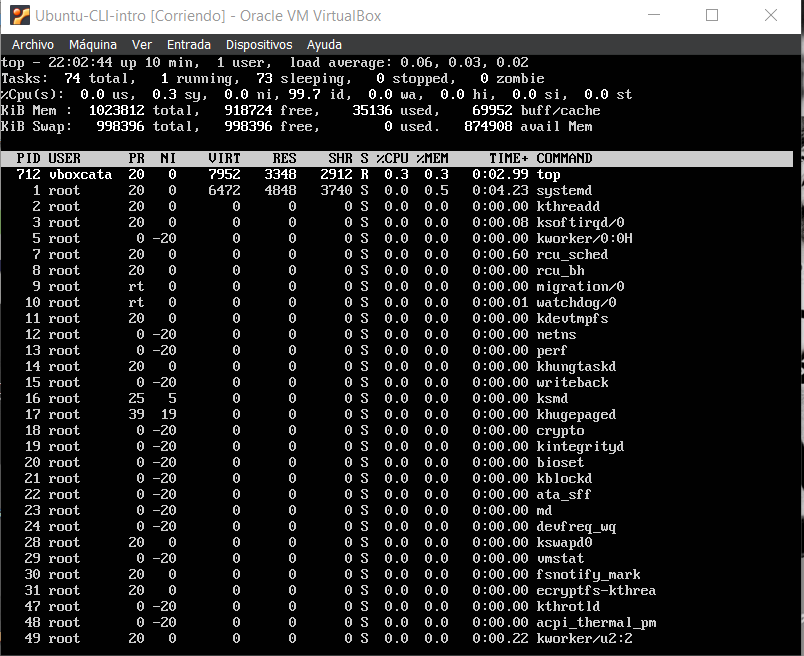 Ubuntu-CLI-intro [Corriendo] - Oracle VM VirtualBox
Archivo Máquina Ver Entrada Dispositivos Ayuda
top - 22:02:44 up 10 min, 1 user, load average: 0.06, 0.03, 0.02
Tasks: 74 total, 1 running, 73 sleeping, 0 stopped, 0 zombie
%Cpu(s): 0.0 us, 0.3 sy, 0.0 ni, 99.7 id, 0.0 wa, 0.0 hi, 0.0 si, 0.0 st
KiB Mem : 1023812 total, 918724 free, 35136 used, 69952 buff/cache
KiB Swap: 998396 total, 998396 free, 0 used. 874908 avail Mem
PID USER PR NI VIRT RES SHR S %CPU %MEM TIME+ COMMAND
712 vboxcata 20 0 7952 3348 2912 R 0.3 0.3 0:02.99 top
1 root 20 0 6472 4848 3740 S 0.0 0.5 0:04.23 systemd
2 root 20 0 0 0 0 S 0.0 0.0 0:00.00 kthreadd
3 root 20 0 0 0 0 S 0.0 0.0 0:00.08 ksoftirqd/0
5 root 0 -20 0 0 0 S 0.0 0.0 0:00.00 kworker/0:0H
7 root 20 0 0 0 0 S 0.0 0.0 0:00.60 rcu_sched
8 root 20 0 0 0 0 S 0.0 0.0 0:00.00 rcu_bh
9 root rt 0 0 0 0 S 0.0 0.0 0:00.00 migration/0
10 root rt 0 0 0 0 S 0.0 0.0 0:00.01 watchdog/0
11 root 20 0 0 0 0 S 0.0 0.0 0:00.00 kdevtmpfs
12 root 0 -20 0 0 0 S 0.0 0.0 0:00.00 netns
13 root 0 -20 0 0 0 S 0.0 0.0 0:00.00 perf
14 root 20 0 0 0 0 S 0.0 0.0 0:00.00 khungtaskd
15 root 0 -20 0 0 0 S 0.0 0.0 0:00.00 writeback
16 root 25 5 0 0 0 S 0.0 0.0 0:00.00 ksmd
17 root 39 19 0 0 0 S 0.0 0.0 0:00.00 khugepaged
18 root 0 -20 0 0 0 S 0.0 0.0 0:00.00 crypto
19 root 0 -20 0 0 0 S 0.0 0.0 0:00.00 kintegrityd
20 root 0 -20 0 0 0 S 0.0 0.0 0:00.00 bioset
21 root 0 -20 0 0 0 S 0.0 0.0 0:00.00 kblockd
22 root 0 -20 0 0 0 S 0.0 0.0 0:00.00 ata_sff
23 root 0 -20 0 0 0 S 0.0 0.0 0:00.00 md
24 root 0 -20 0 0 0 S 0.0 0.0 0:00.00 devfreq_wq
28 root 20 0 0 0 0 S 0.0 0.0 0:00.00 kswapd0
29 root 0 -20 0 0 0 S 0.0 0.0 0:00.00 vmstat
30 root 20 0 0 0 0 S 0.0 0.0 0:00.00 fsnotify_mark
31 root 20 0 0 0 0 S 0.0 0.0 0:00.00 ecryptfs-kthrea
47 root 0 -20 0 0 0 S 0.0 0.0 0:00.00 kthrotld
48 root 0 -20 0 0 0 S 0.0 0.0 0:00.00 acpi_thermal_pm
49 root 20 0 0 0 0 S 0.0 0.0 0:00.22 kworker/u2:2